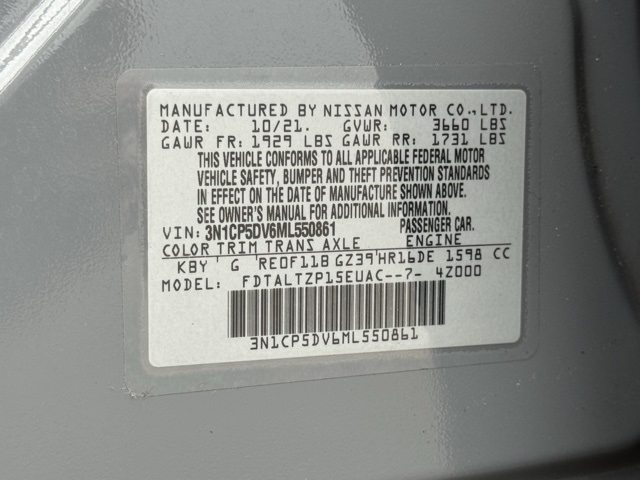 MANUFACTURED BY NISSAN MOTOR CO.,LTD.
DATE: 10/21. GVWR: 3660 LBS
GAWR FR: 1929 LBS GAWR RR: 1731 LBS
THIS VEHICLE CONFORMS TO ALL APPLICABLE FEDERAL MOTOR
VEHICLE SAFETY, BUMPER AND THEFT PREVENTION STANDARDS
IN EFFECT ON THE DATE OF MANUFACTURE SHOWN ABOVE.
SEE OWNER'S MANUAL FOR ADDITIONAL INFORMATION.
VIN: 3N1CP5DV6ML550861 PASSENGER CAR.
COLOR TRIM TRANS AXLE ENGINE
KBY' G 'RE0F11B GZ39'HR16DE 1598 CC
MODEL: FDTALTZP15EUAC--7- 4Z000
3N1CP5DV6ML550861